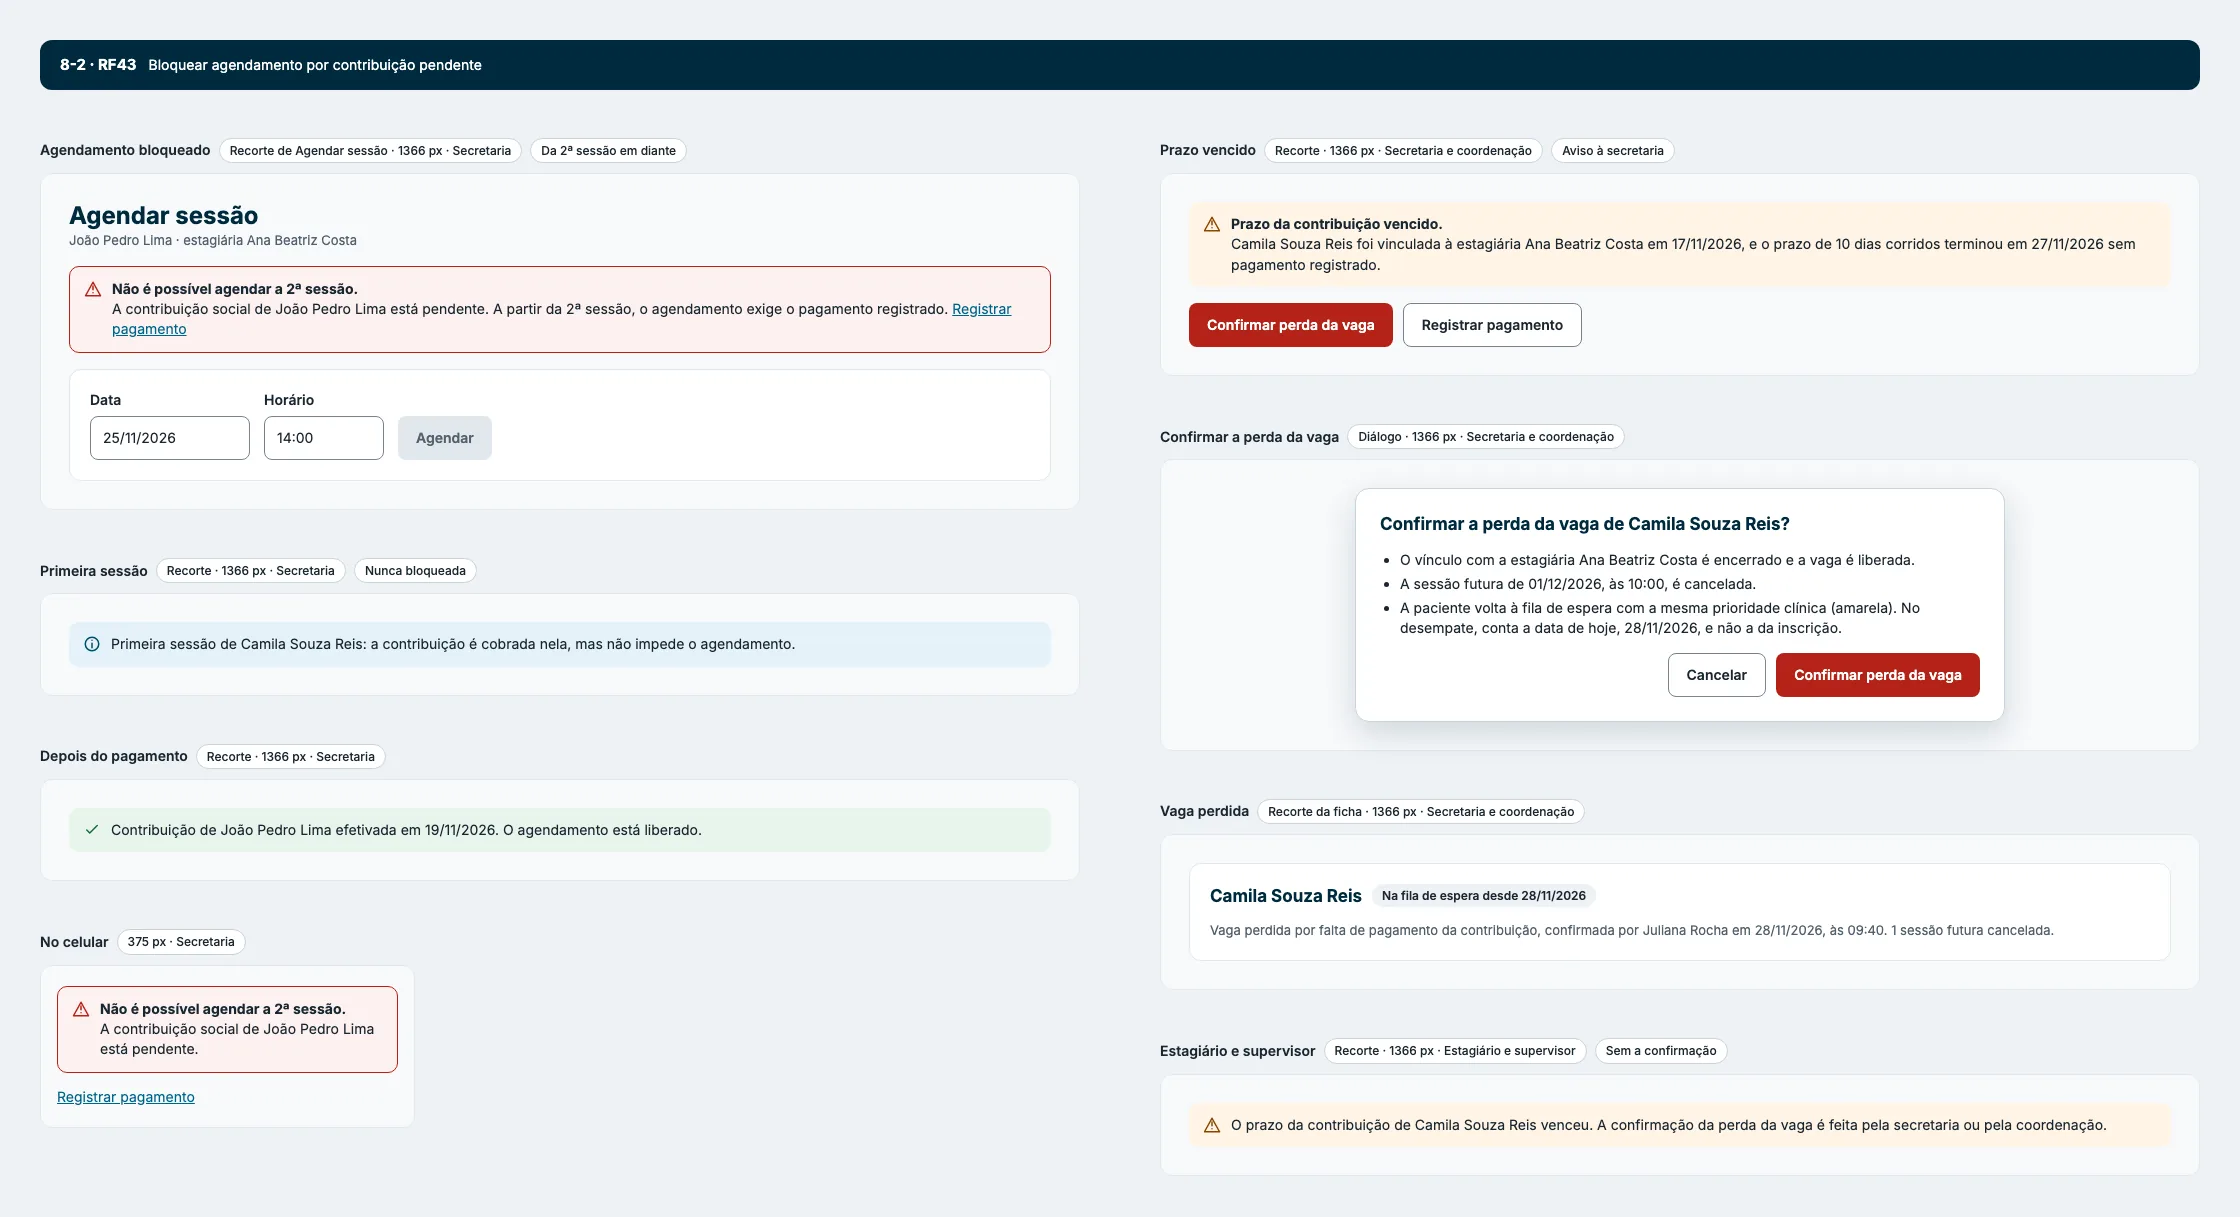 8-2 · RF43 Bloquear agendamento por contribuição pendente
Agendamento bloqueado
Recorte de Agendar sessão · 1366 px · Secretaria
Da 2ª sessão em diante
Agendar sessão
João Pedro Lima · estagiária Ana Beatriz Costa
Não é possível agendar a 2ª sessão.
A contribuição social de João Pedro Lima está pendente. A partir da 2ª sessão, o agendamento exige o pagamento registrado. Registrar
pagamento
Data
Horário
25/11/2026
14:00
Agendar
Primeira sessão
Recorte · 1366 px · Secretaria
Nunca bloqueada
Primeira sessão de Camila Souza Reis: a contribuição é cobrada nela, mas não impede o agendamento.
Depois do pagamento
Recorte · 1366 px · Secretaria
Contribuição de João Pedro Lima efetivada em 19/11/2026. O agendamento está liberado.
No celular
375 px · Secretaria
Não é possível agendar a 2ª sessão.
A contribuição social de João Pedro Lima
está pendente.
Registrar pagamento
Prazo vencido
Recorte · 1366 px · Secretaria e coordenação
Aviso à secretaria
Prazo da contribuição vencido.
Camila Souza Reis foi vinculada à estagiária Ana Beatriz Costa em 17/11/2026, e o prazo de 10 dias corridos terminou em 27/11/2026 sem
pagamento registrado.
Confirmar perda da vaga
Registrar pagamento
Confirmar a perda da vaga
Diálogo · 1366 px · Secretaria e coordenação
Confirmar a perda da vaga de Camila Souza Reis?
• O vínculo com a estagiária Ana Beatriz Costa é encerrado e a vaga é liberada.
• A sessão futura de 01/12/2026, às 10:00, é cancelada.
• A paciente volta à fila de espera com a mesma prioridade clínica (amarela). No
desempate, conta a data de hoje, 28/11/2026, e não a da inscrição.
Cancelar
Confirmar perda da vaga
Vaga perdida
Recorte da ficha · 1366 px · Secretaria e coordenação
Camila Souza Reis
Na fila de espera desde 28/11/2026
Vaga perdida por falta de pagamento da contribuição, confirmada por Juliana Rocha em 28/11/2026, às 09:40. 1 sessão futura cancelada.
Estagiário e supervisor
Recorte · 1366 px · Estagiário e supervisor
Sem a confirmação
O prazo da contribuição de Camila Souza Reis venceu. A confirmação da perda da vaga é feita pela secretaria ou pela coordenação.